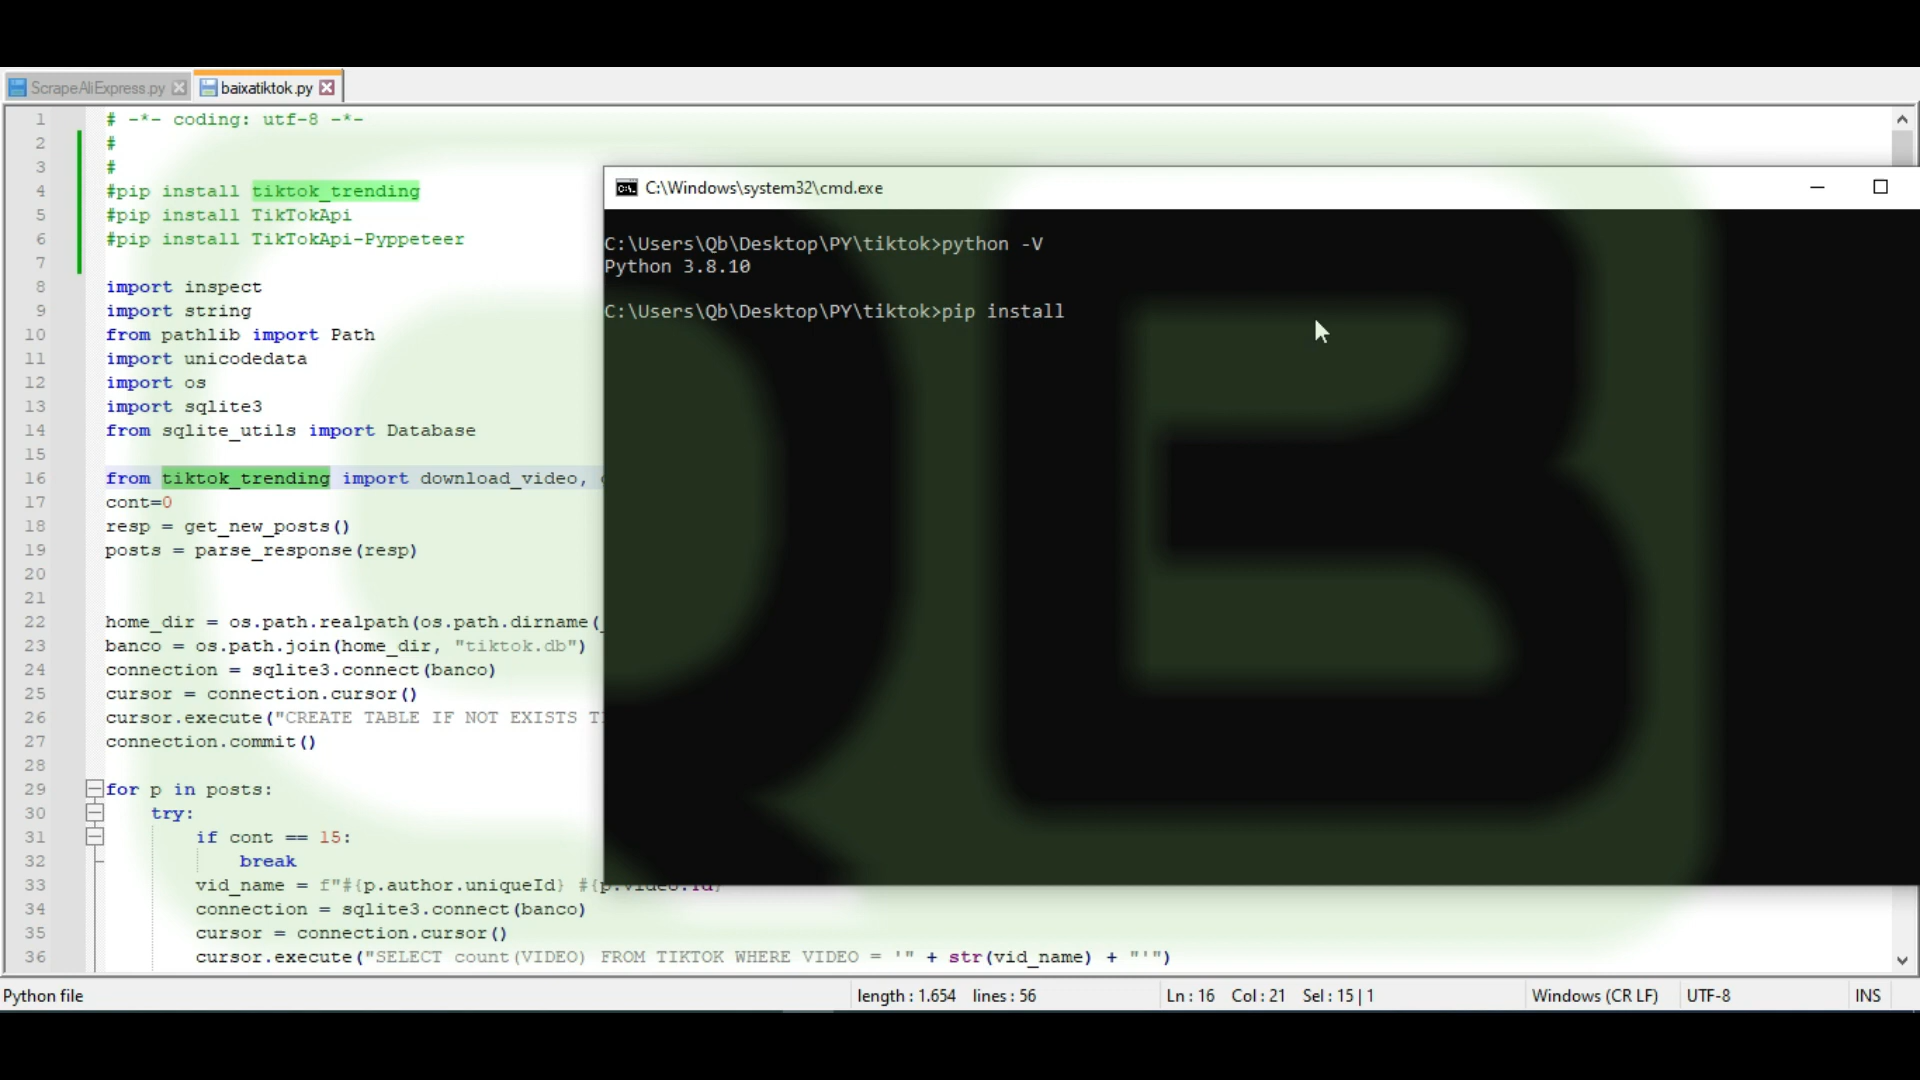 ScrapeAliExpress.py
baixatiktok.py
1 # -*- coding: utf-8 -*-
2 #
3 #
4 #pip install tiktok_trending
5 #pip install TikTokApi
6 #pip install TikTokApi-Pyppeteer
7
8 import inspect
9 import string
10 from pathlib import Path
11 import unicodedata
12 import os
13 import sqlite3
14 from sqlite_utils import Database
15
16 from tiktok_trending import download_video,
17 cont=0
18 resp = get_new_posts()
19 posts = parse_response(resp)
20
21
22 home_dir = os.path.realpath(os.path.dirname(
23 banco = os.path.join(home_dir, "tiktok.db")
24 connection = sqlite3.connect(banco)
25 cursor = connection.cursor()
26 cursor.execute("CREATE TABLE IF NOT EXISTS
27 connection.commit()
28
29 for p in posts:
30 try:
31 if cont == 15:
32 break
33 vid_name = f"#{p.author.uniqueId} #{p.video.id}
34 connection = sqlite3.connect(banco)
35 cursor = connection.cursor()
36 cursor.execute("SELECT count(VIDEO) FROM TIKTOK WHERE VIDEO = '" + str(vid_name) + "'")
C:\Windows\system32\cmd.exe
C:\Users\Qb\Desktop\PY\tiktok>python -V
Python 3.8.10
C:\Users\Qb\Desktop\PY\tiktok>pip install
QB
Python file
length : 1.654 lines : 56
Ln : 16 Col : 21 Sel : 15 | 1
Windows (CR LF)
UTF-8
INS